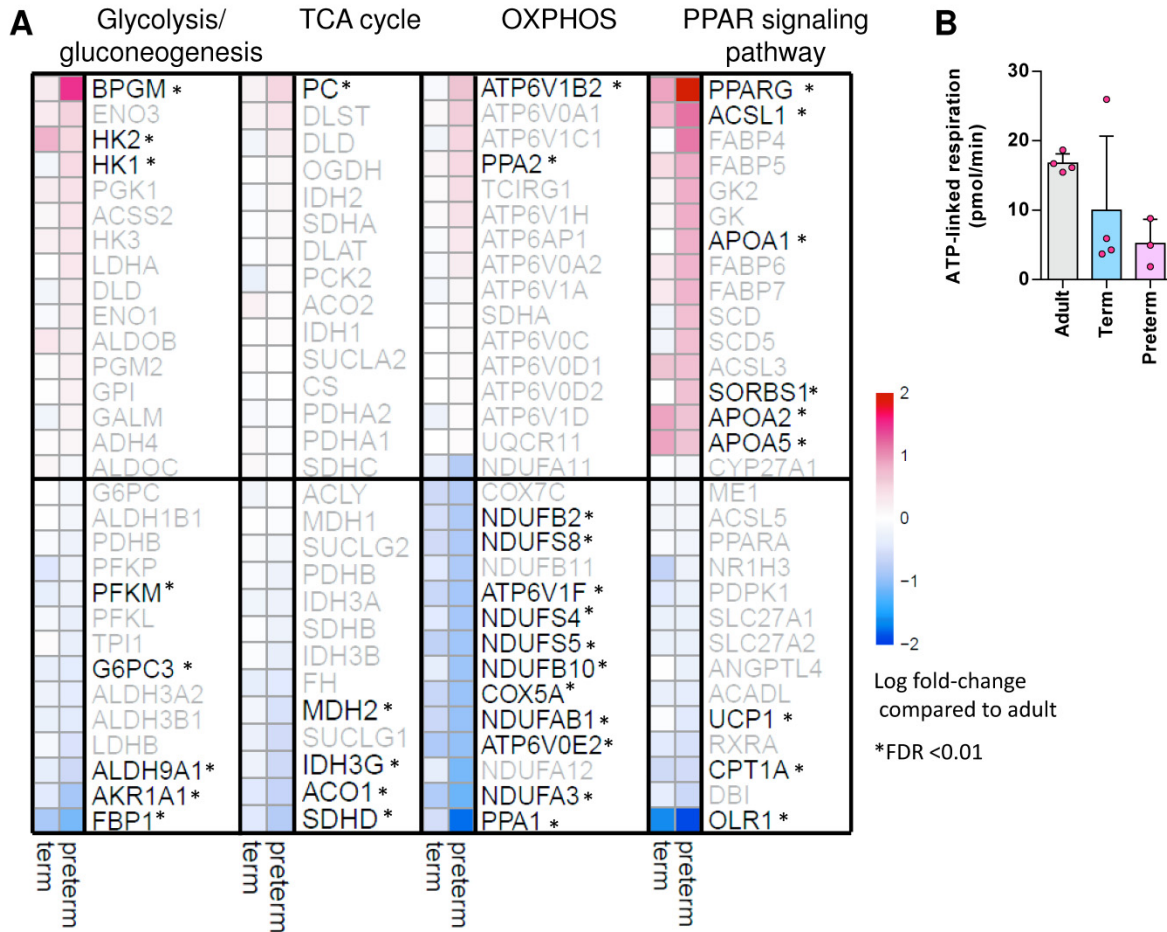 A
Glycolysis/
gluconeogenesis
TCA cycle
OXPHOS
PPAR signaling
pathway
BPGM *
ENO3
HK2 *
HK1 *
PGK1
ACSS2
HK3
LDHA
DLD
ENO1
ALDOB
PGM2
GPI
GALM
ADH4
ALDOC
G6PC
ALDH1B1
PDHB
PFKP
PFKM *
PFKL
TPI1
G6PC3 *
ALDH3A2
ALDH3B1
LDHB
ALDH9A1 *
AKR1A1 *
FBP1 *
PC *
DLST
DLD
OGDH
IDH2
SDHA
DLAT
PCK2
ACO2
IDH1
SUCLA2
CS
PDHA2
PDHA1
SDHC
ACLY
MDH1
SUCLG2
PDHB
IDH3A
SDHB
IDH3B
FH
MDH2 *
SUCLG1
IDH3G *
ACO1 *
SDHD *
ATP6V1B2 *
ATP6V0A1
ATP6V1C1
PPA2 *
TCIRG1
ATP6V1H
ATP6AP1
ATP6V0A2
ATP6V1A
SDHA
ATP6V0C
ATP6V0D1
ATP6V0D2
ATP6V1D
UQCR11
NDUFA11
COX7C
NDUFB2 *
NDUFS8 *
NDUFB11
ATP6V1F *
NDUFS4 *
NDUFS5 *
NDUFB10 *
COX5A *
NDUFAB1 *
ATP6V0E2 *
NDUFA12
NDUFA3 *
PPA1 *
PPARG *
ACSL1 *
FABP4
FABP5
GK2
GK
APOA1 *
FABP6
FABP7
SCD
SCD5
ACSL3
SORBS1 *
APOA2 *
APOA5 *
CYP27A1
ME1
ACSL5
PPARA
NR1H3
PDPK1
SLC27A1
SLC27A2
ANGPTL4
ACADL
UCP1 *
RXRA
CPT1A *
DBI
OLR1 *
term
preterm
term
preterm
term
preterm
term
preterm
B
ATP-linked respiration
(pmol/min)
30
20
10
0
Adult
Term
Preterm
2
1
0
−1
−2
Log fold-change
compared to adult
*FDR <0.01